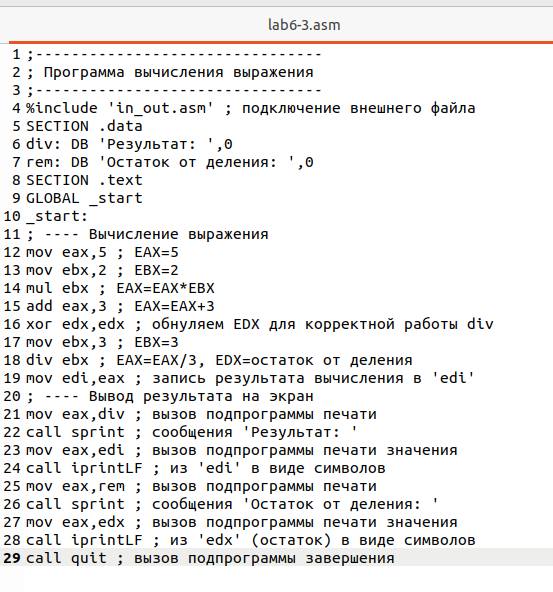 lab6-3.asm
1 ;--------------------------------
2 ; Программа вычисления выражения
3 ;--------------------------------
4 %include 'in_out.asm' ; подключение внешнего файла
5 SECTION .data
6 div: DB 'Результат: ',0
7 rem: DB 'Остаток от деления: ',0
8 SECTION .text
9 GLOBAL _start
10 _start:
11 ; ---- Вычисление выражения
12 mov eax,5 ; EAX=5
13 mov ebx,2 ; EBX=2
14 mul ebx ; EAX=EAX*EBX
15 add eax,3 ; EAX=EAX+3
16 xor edx,edx ; обнуляем EDX для корректной работы div
17 mov ebx,3 ; EBX=3
18 div ebx ; EAX=EAX/3, EDX=остаток от деления
19 mov edi,eax ; запись результата вычисления в 'edi'
20 ; ---- Вывод результата на экран
21 mov eax,div ; вызов подпрограммы печати
22 call sprint ; сообщения 'Результат: '
23 mov eax,edi ; вызов подпрограммы печати значения
24 call iprintLF ; из 'edi' в виде символов
25 mov eax,rem ; вызов подпрограммы печати
26 call sprint ; сообщения 'Остаток от деления: '
27 mov eax,edx ; вызов подпрограммы печати значения
28 call iprintLF ; из 'edx' (остаток) в виде символов
29 call quit ; вызов подпрограммы завершения